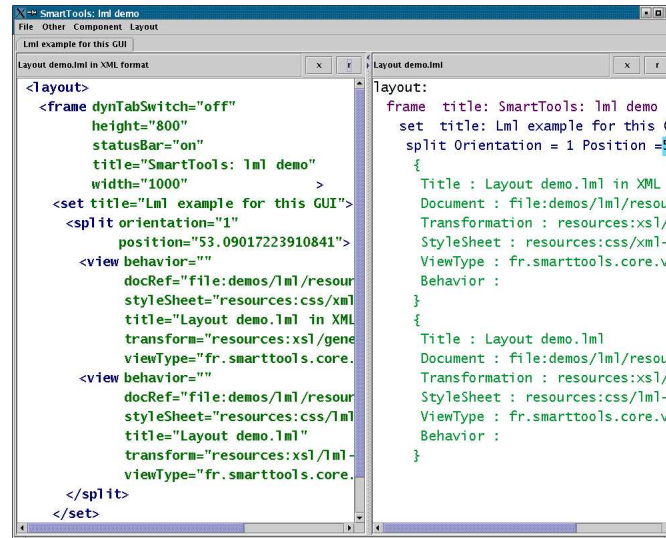 SmartTools: lml demo
File Other Component Layout
Lml example for this GUI
Layout demo.lml in XML format x r
<layout>
<frame dynTabSwitch="off"
height="800"
statusBar="on"
title="SmartTools: lml demo"
width="1000" >
<set title="Lml example for this GUI">
<split orientation="1"
position="53.09017223910841">
<view behavior=""
docRef="file:demos/lml/resour
styleSheet="resources:css/xml
title="Layout demo.lml in XML
transform="resources:xsl/gene
viewType="fr.smarttools.core.
<view behavior=""
docRef="file:demos/lml/resour
styleSheet="resources:css/lml
title="Layout demo.lml"
transform="resources:xsl/lml-
viewType="fr.smarttools.core.
</split>
</set>
Layout demo.lml x r
layout:
frame title: SmartTools: lml demo
set title: Lml example for this
split Orientation = 1 Position =5
{
Title : Layout demo.lml in XML
Document : file:demos/lml/resou
Transformation : resources:xsl/
StyleSheet : resources:css/xml-
ViewType : fr.smarttools.core.v
Behavior :
}
{
Title : Layout demo.lml
Document : file:demos/lml/resou
Transformation : resources:xsl/
StyleSheet : resources:css/lml-
ViewType : fr.smarttools.core.v
Behavior :
}